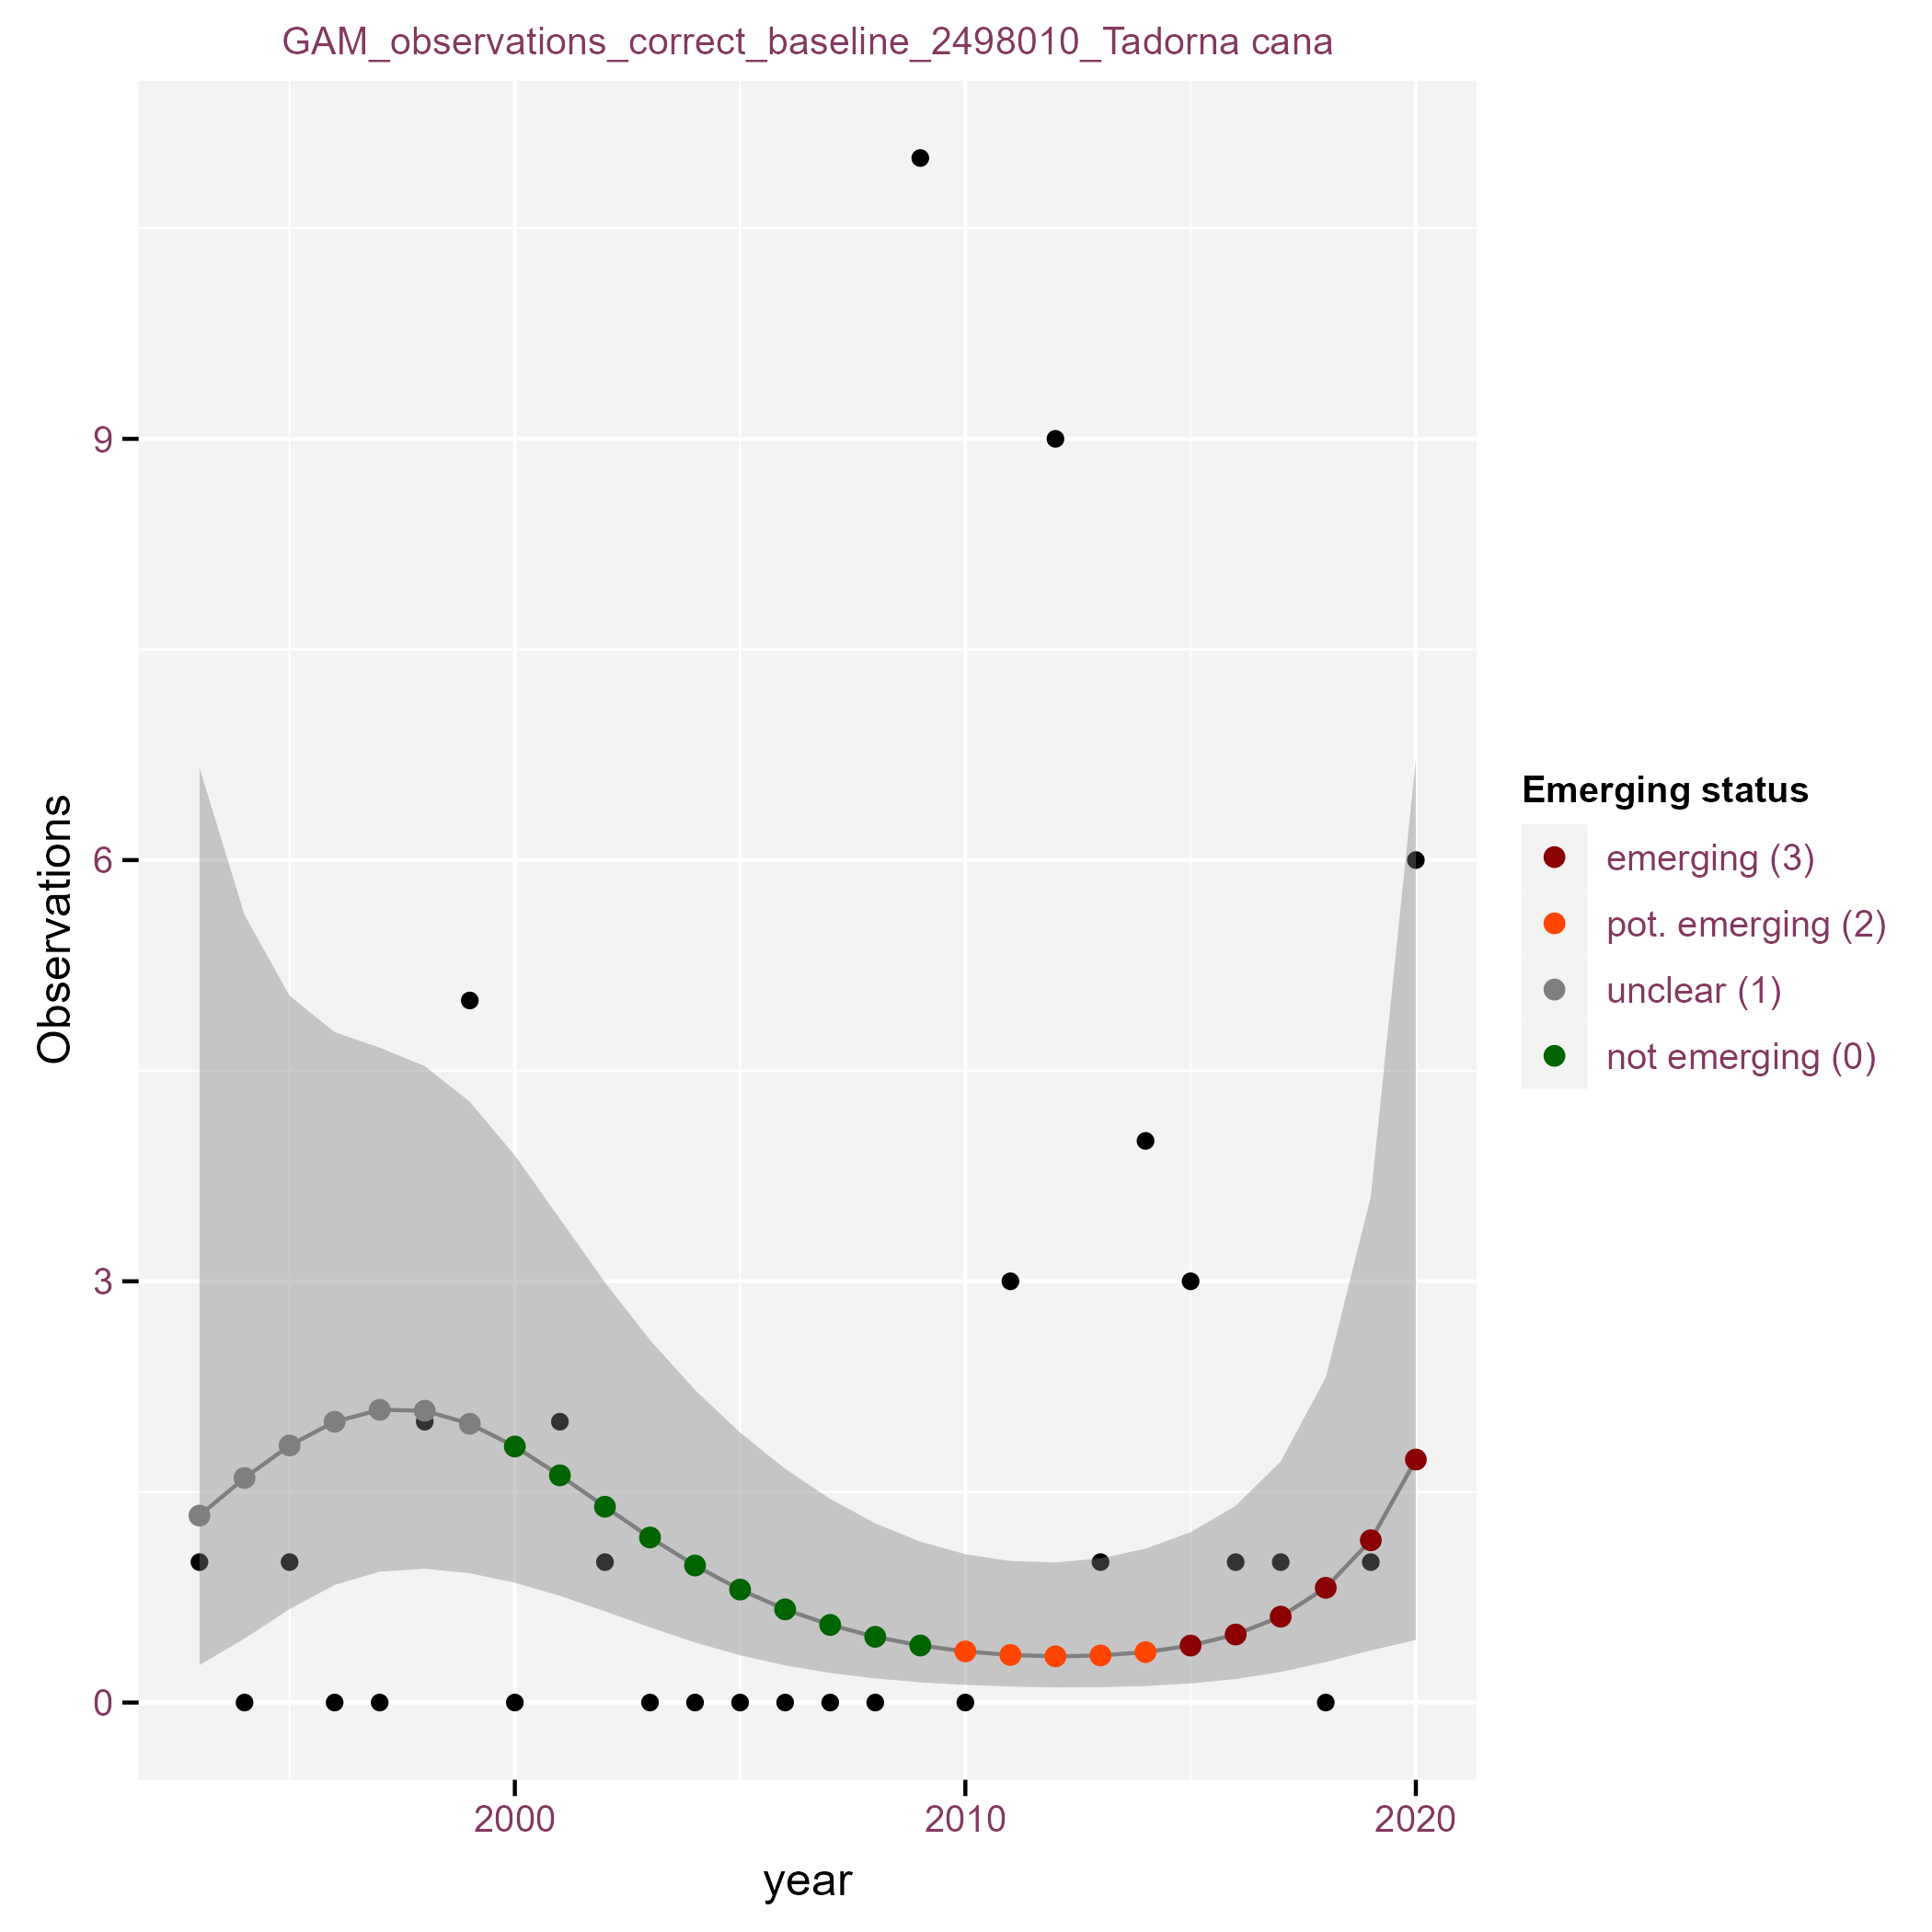 GAM_observations_correct_baseline_2498010_Tadorna cana
Observations
9
6
3
0
2000
2010
2020
year
Emerging status
emerging (3)
pot. emerging (2)
unclear (1)
not emerging (0)